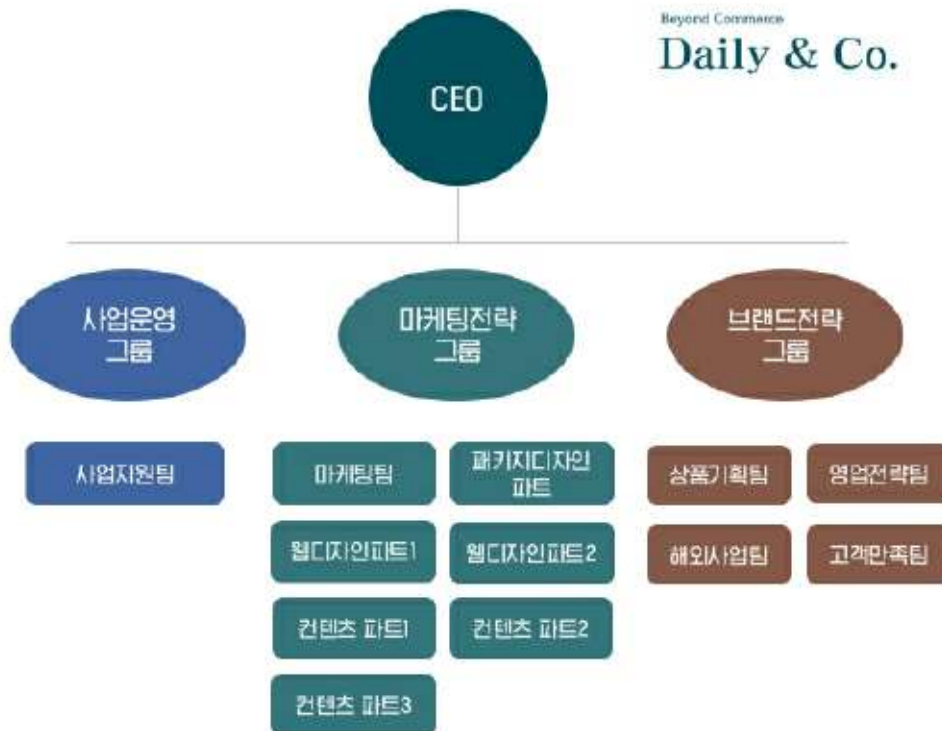 Beyond Commerce
Daily & Co.
CEO
사업운영
그룹
마케팅전략
그룹
브랜드전략
그룹
사업지원팀
마케팅팀
패키지디자인
파트
상품기획팀
영업전략팀
웹디자인파트1
웹디자인파트2
해외사업팀
고객만족팀
컨텐츠 파트1
컨텐츠 파트2
컨텐츠 파트3